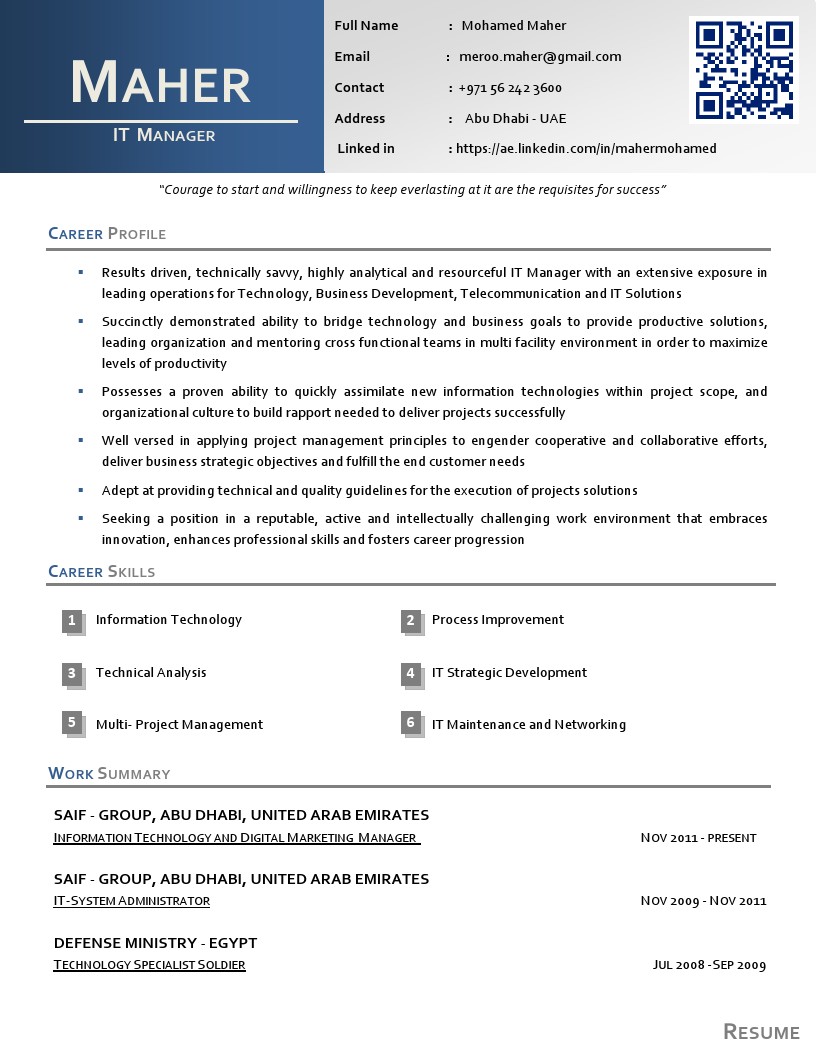 MAHER
IT MANAGER
Full Name : Mohamed Maher
Email : meroo.maher@gmail.com
Contact : +971 56 242 3600
Address : Abu Dhabi - UAE
Linked in : https://ae.linkedin.com/in/mahermohamed
“Courage to start and willingness to keep everlasting at it are the requisites for success”
CAREER PROFILE
▪ Results driven, technically savvy, highly analytical and resourceful IT Manager with an extensive exposure in
leading operations for Technology, Business Development, Telecommunication and IT Solutions
▪ Succinctly demonstrated ability to bridge technology and business goals to provide productive solutions,
leading organization and mentoring cross functional teams in multi facility environment in order to maximize
levels of productivity
▪ Possesses a proven ability to quickly assimilate new information technologies within project scope, and
organizational culture to build rapport needed to deliver projects successfully
▪ Well versed in applying project management principles to engender cooperative and collaborative efforts,
deliver business strategic objectives and fulfill the end customer needs
▪ Adept at providing technical and quality guidelines for the execution of projects solutions
▪ Seeking a position in a reputable, active and intellectually challenging work environment that embraces
innovation, enhances professional skills and fosters career progression
CAREER SKILLS
1 Information Technology
2 Process Improvement
3 Technical Analysis
4 IT Strategic Development
5 Multi- Project Management
6 IT Maintenance and Networking
WORK SUMMARY
SAIF - GROUP, ABU DHABI, UNITED ARAB EMIRATES
INFORMATION TECHNOLOGY AND DIGITAL MARKETING MANAGER NOV 2011 - PRESENT
SAIF - GROUP, ABU DHABI, UNITED ARAB EMIRATES
IT-SYSTEM ADMINISTRATOR NOV 2009 - NOV 2011
DEFENSE MINISTRY - EGYPT
TECHNOLOGY SPECIALIST SOLDIER JUL 2008 -SEP 2009
RESUME